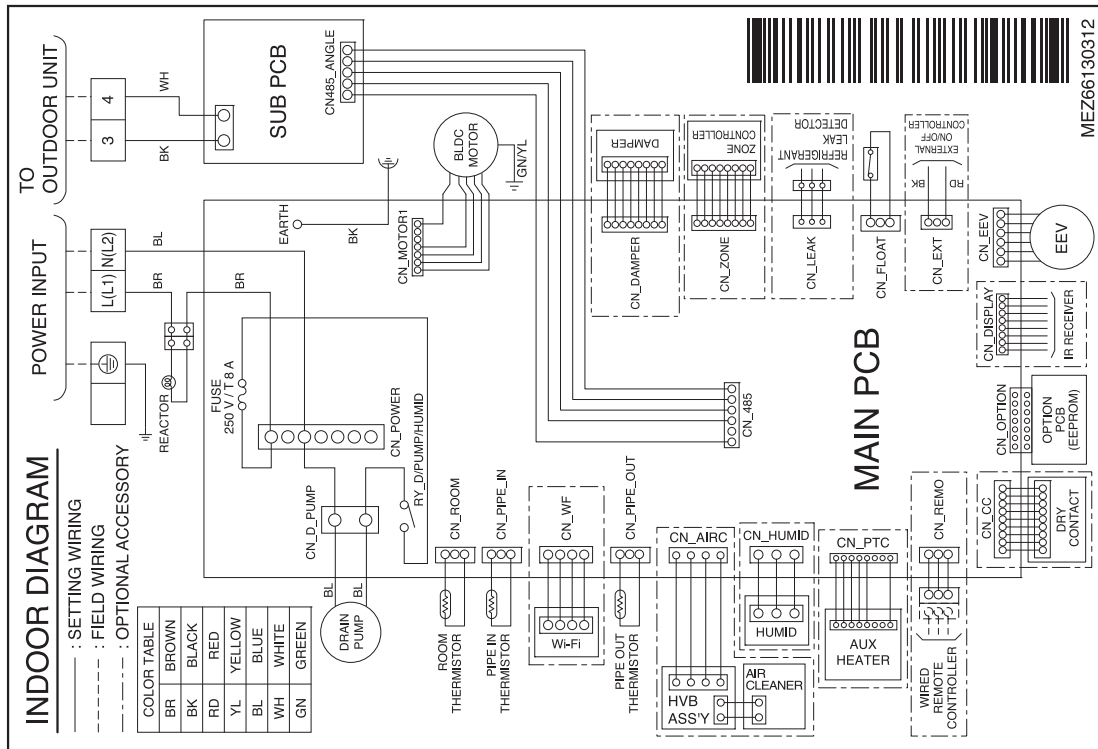 INDOOR DIAGRAM
: SETTING WIRING
: FIELD WIRING
: OPTIONAL ACCESSORY
COLOR TABLE
BR BROWN
BK BLACK
RD RED
YL YELLOW
BL BLUE
WH WHITE
GN GREEN
POWER INPUT
L(L1) N(L2)
REACTOR
BR
BL
BR
TO
OUTDOOR UNIT
3 4
BK
WH
SUB PCB
CN485_ANGLE
EARTH
BK
CN_MOTOR1
BLDC
MOTOR
GN/YL
FUSE
250 V / T 8 A
CN_POWER
CN_D_PUMP
RY_D/PUMP/HUMID
BL
BL
DRAIN
PUMP
ROOM
THERMISTOR
CN_ROOM
PIPE IN
THERMISTOR
CN_PIPE_IN
Wi-Fi
CN_WF
PIPE OUT
THERMISTOR
CN_PIPE_OUT
CN_AIRC
HVB
ASS'Y
AIR
CLEANER
CN_HUMID
HUMID
CN_PTC
AUX
HEATER
CN_REMO
WIRED
REMOTE
CONTROLLER
CN_CC
DRY
CONTACT
CN_OPTION
OPTION
PCB
(EEPROM)
CN_DISPLAY
IR RECEIVER
CN_EEV
EEV
CN_485
MAIN PCB
CN_DAMPER
DAMPER
CN_ZONE
ZONE
CONTROLLER
CN_LEAK
REFRIGERANT
LEAK
DETECTOR
CN_FLOAT
CN_EXT
BK
RD
EXTERNAL
ON/OFF
CONTROLLER
MEZ66130312